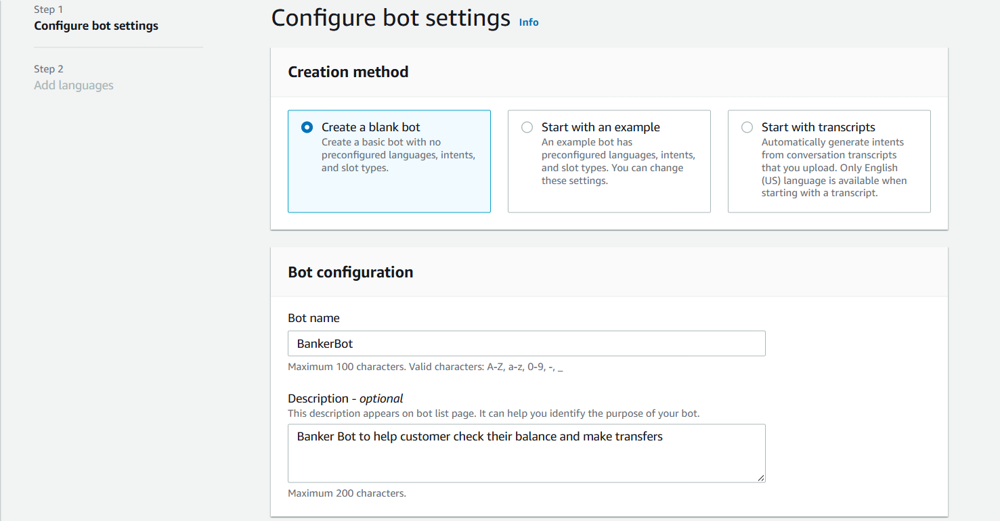 Step 1
Configure bot settings
Step 2
Add languages
Configure bot settings Info
Creation method
Create a blank bot
Create a basic bot with no
preconfigured languages, intents,
and slot types.
Start with an example
An example bot has
preconfigured languages, intents,
and slot types. You can change
these settings.
Start with transcripts
Automatically generate intents
from conversation transcripts
that you upload. Only English
(US) language is available when
starting with a transcript.
Bot configuration
Bot name
BankerBot
Maximum 100 characters. Valid characters: A-Z, a-z, 0-9, -, _
Description - optional
This description appears on bot list page. It can help you identify the purpose of your bot.
Banker Bot to help customer check their balance and make transfers
Maximum 200 characters.